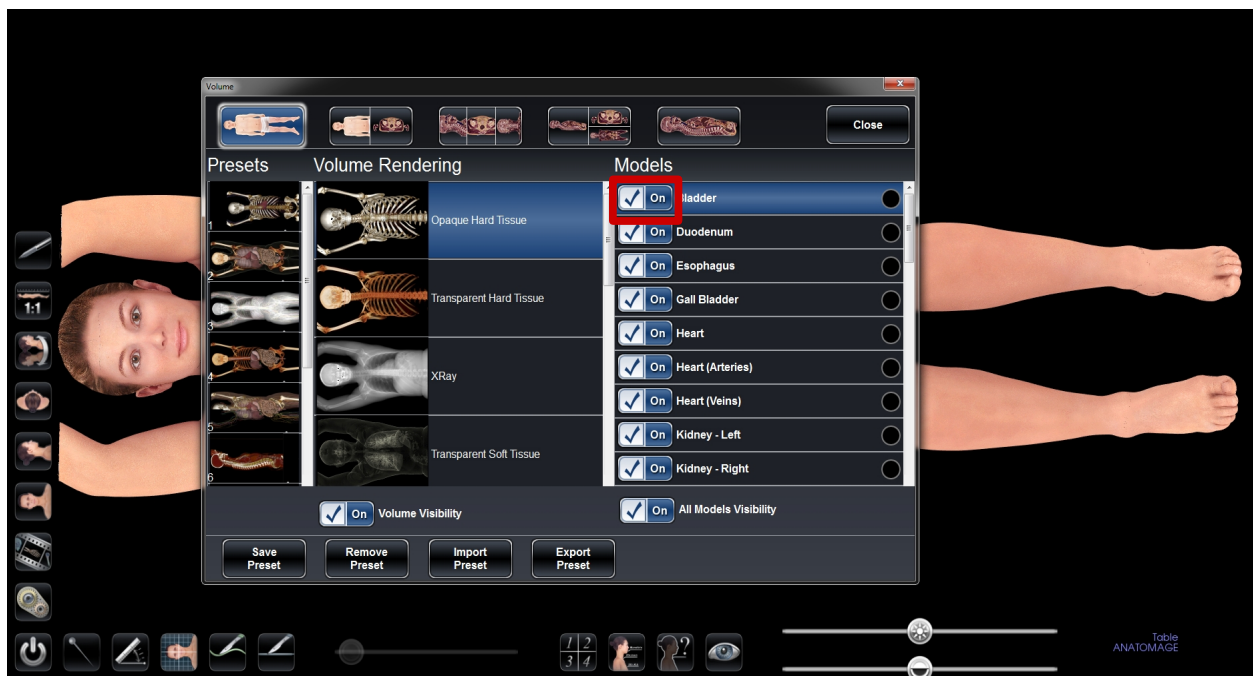 Volume
Close
Presets
Volume Rendering
Models
1
2
3
4
5
6
Opaque Hard Tissue
Transparent Hard Tissue
XRay
Transparent Soft Tissue
On Bladder
On Duodenum
On Esophagus
On Gall Bladder
On Heart
On Heart (Arteries)
On Heart (Veins)
On Kidney - Left
On Kidney - Right
On Volume Visibility
On All Models Visibility
Save
Preset
Remove
Preset
Import
Preset
Export
Preset
1:1
1 2
3 4
?
Table
ANATOMAGE